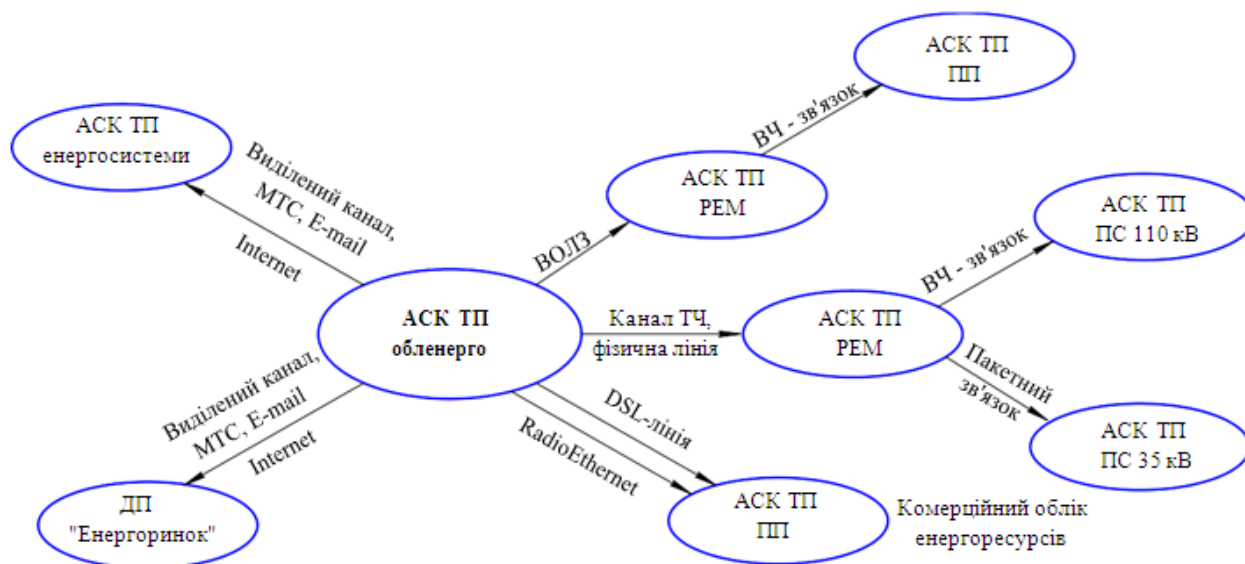 АСК ТП
ПП
ВЧ - зв'язок
АСК ТП
енергосистеми
Виділений канал,
МТС, E-mail
Internet
АСК ТП
РЕМ
ВОЛЗ
АСК ТП
ПС 110 кВ
ВЧ - зв'язок
АСК ТП
обленерго
Канал ТЧ,
фізична лінія
АСК ТП
РЕМ
Пакетний
зв'язок
АСК ТП
ПС 35 кВ
Виділений канал,
МТС, E-mail
Internet
DSL-лінія
RadioEthernet
ДП
"Енергоринок"
АСК ТП
ПП
Комерційний облік
енергоресурсів